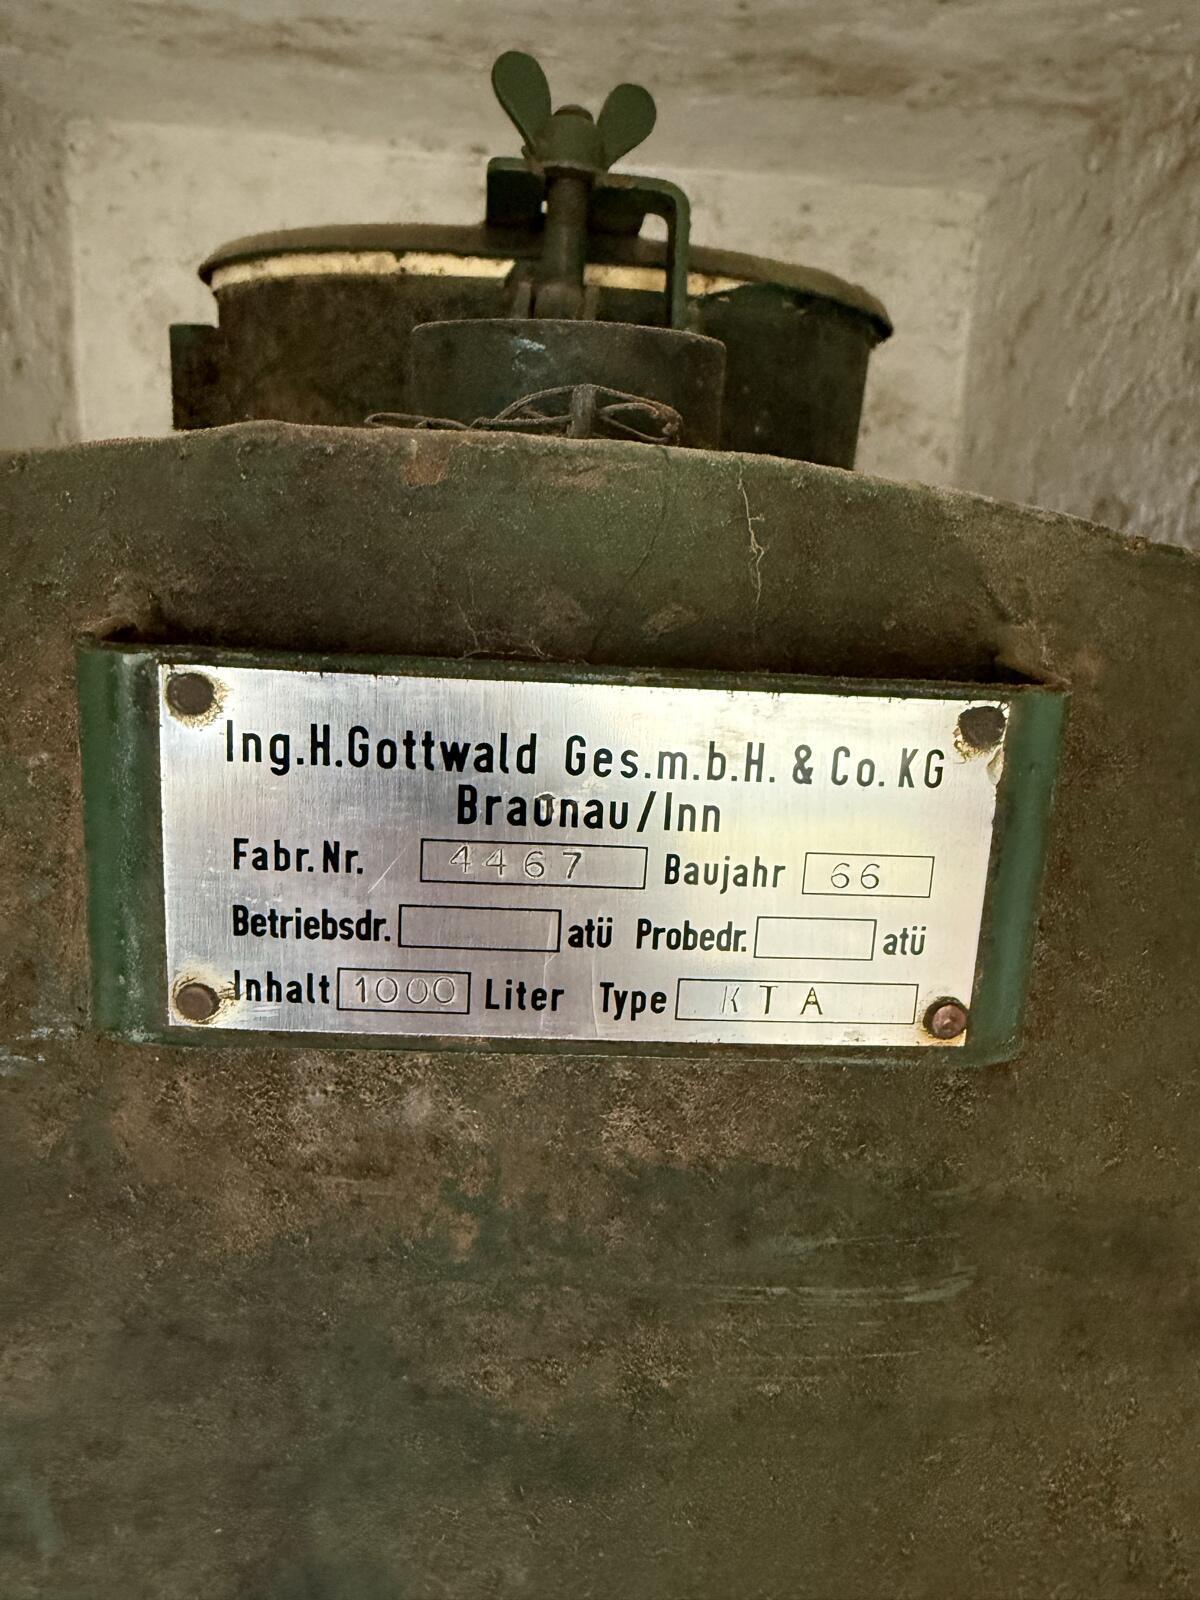 Ing.H.Gottwald Ges.m.b.H. & Co. KG
Braunau/Inn
Fabr.Nr. 4467 Baujahr 66
Betriebsdr. atü Probedr. atü
Inhalt 1000 Liter Type KTA